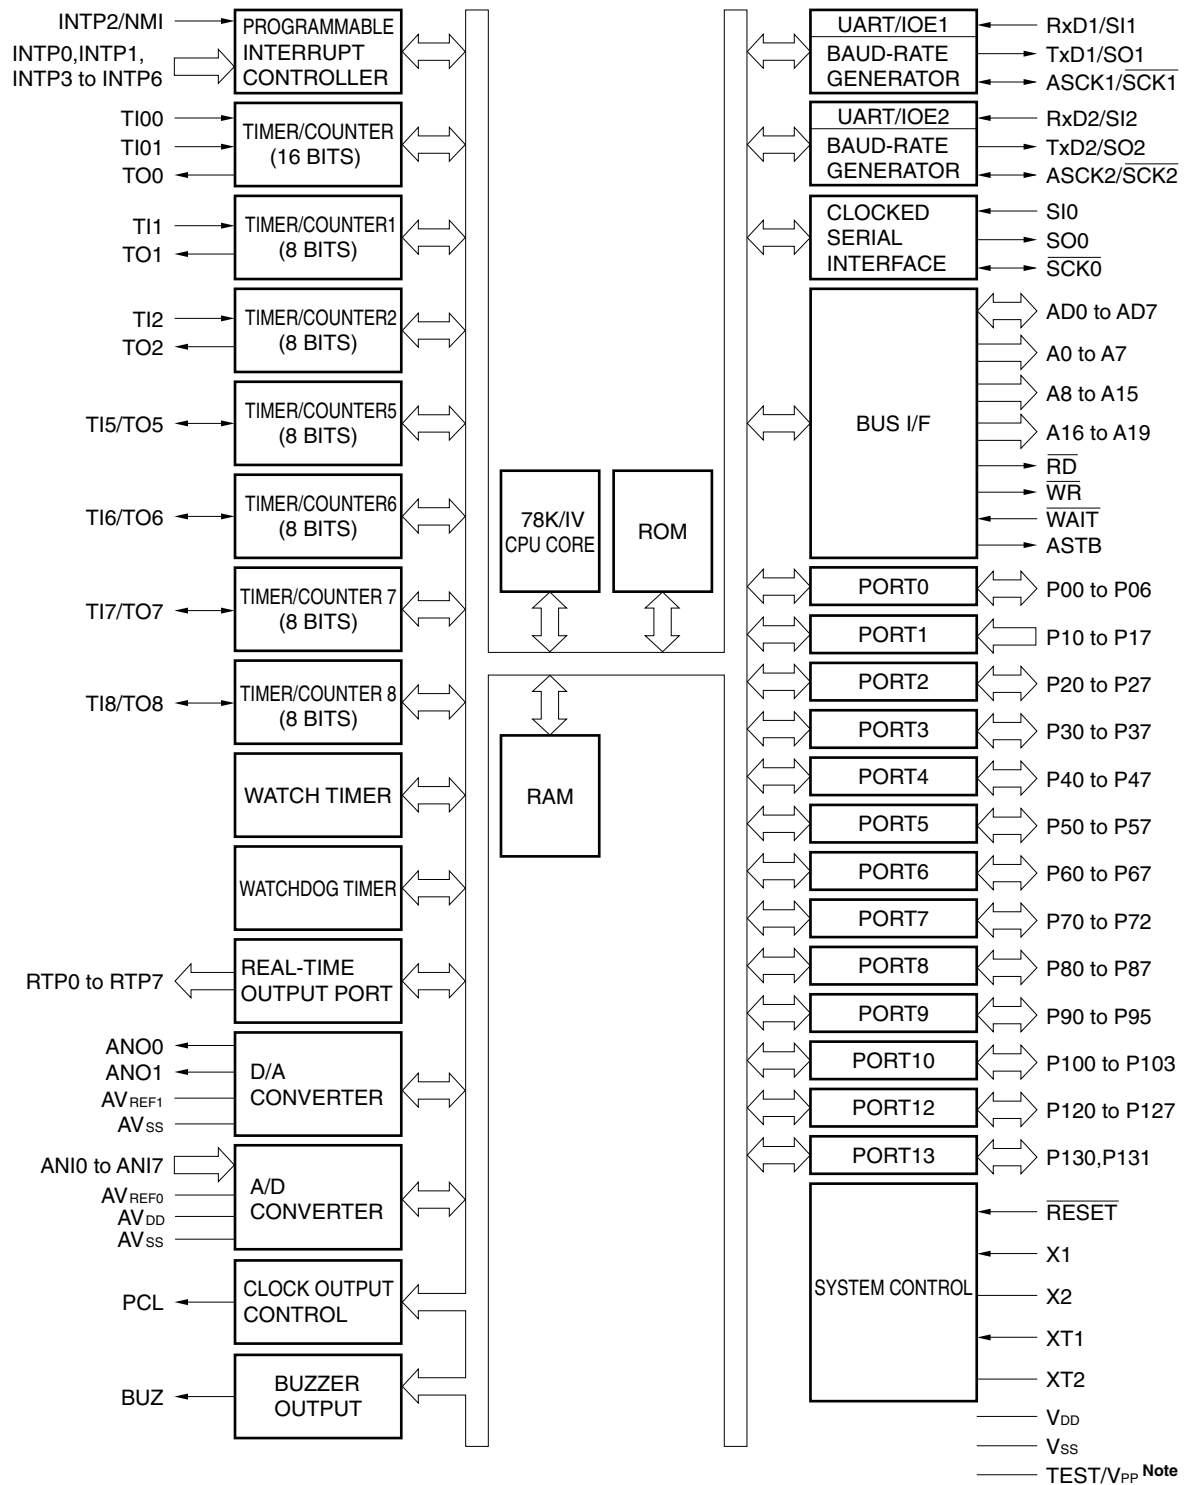 INTP2/NMI
INTP0,INTP1,
INTP3 to INTP6
PROGRAMMABLE
INTERRUPT
CONTROLLER
TI00
TI01
TO0
TIMER/COUNTER
(16 BITS)
TI1
TO1
TIMER/COUNTER1
(8 BITS)
TI2
TO2
TIMER/COUNTER2
(8 BITS)
TI5/TO5
TIMER/COUNTER5
(8 BITS)
TI6/TO6
TIMER/COUNTER6
(8 BITS)
TI7/TO7
TIMER/COUNTER 7
(8 BITS)
TI8/TO8
TIMER/COUNTER 8
(8 BITS)
WATCH TIMER
WATCHDOG TIMER
RTP0 to RTP7
REAL-TIME
OUTPUT PORT
ANO0
ANO1
AVREF1
AVSS
D/A
CONVERTER
ANI0 to ANI7
AVREF0
AVDD
AVSS
A/D
CONVERTER
PCL
CLOCK OUTPUT
CONTROL
BUZ
BUZZER
OUTPUT
78K/IV
CPU CORE
ROM
RAM
UART/IOE1
BAUD-RATE
GENERATOR
RxD1/SI1
TxD1/SO1
ASCK1/SCK1
UART/IOE2
BAUD-RATE
GENERATOR
RxD2/SI2
TxD2/SO2
ASCK2/SCK2
CLOCKED
SERIAL
INTERFACE
SI0
SO0
SCK0
BUS I/F
AD0 to AD7
A0 to A7
A8 to A15
A16 to A19
RD
WR
WAIT
ASTB
PORT0
P00 to P06
PORT1
P10 to P17
PORT2
P20 to P27
PORT3
P30 to P37
PORT4
P40 to P47
PORT5
P50 to P57
PORT6
P60 to P67
PORT7
P70 to P72
PORT8
P80 to P87
PORT9
P90 to P95
PORT10
P100 to P103
PORT12
P120 to P127
PORT13
P130,P131
SYSTEM CONTROL
RESET
X1
X2
XT1
XT2
VDD
VSS
TEST/VPP Note